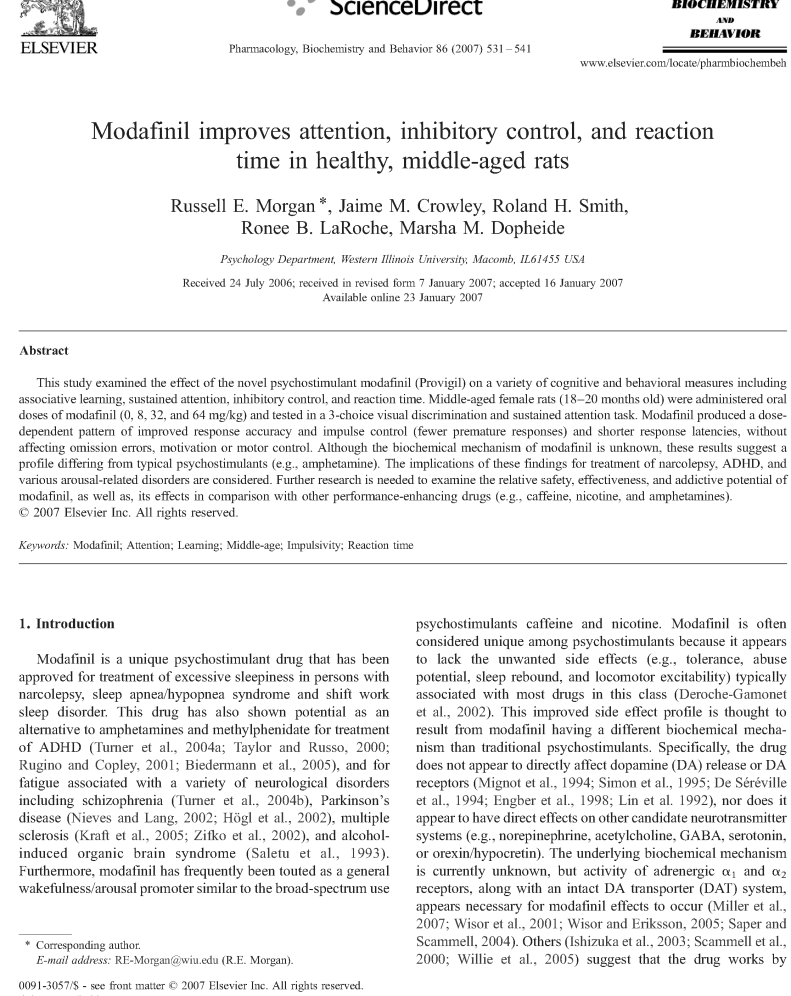 ScienceDirect
BIOCHEMISTRY
AND
BEHAVIOR
ELSEVIER
Pharmacology, Biochemistry and Behavior 86 (2007) 531–541
www.elsevier.com/locate/pharmbiochembeh
Modafinil improves attention, inhibitory control, and reaction
time in healthy, middle-aged rats
Russell E. Morgan *, Jaime M. Crowley, Roland H. Smith,
Ronee B. LaRoche, Marsha M. Dopheide
Psychology Department, Western Illinois University, Macomb, IL61455 USA
Received 24 July 2006; received in revised form 7 January 2007; accepted 16 January 2007
Available online 23 January 2007
Abstract
This study examined the effect of the novel psychostimulant modafinil (Provigil) on a variety of cognitive and behavioral measures including
associative learning, sustained attention, inhibitory control, and reaction time. Middle-aged female rats (18–20 months old) were administered oral
doses of modafinil (0, 8, 32, and 64 mg/kg) and tested in a 3-choice visual discrimination and sustained attention task. Modafinil produced a dose-
dependent pattern of improved response accuracy and impulse control (fewer premature responses) and shorter response latencies, without
affecting omission errors, motivation or motor control. Although the biochemical mechanism of modafinil is unknown, these results suggest a
profile differing from typical psychostimulants (e.g., amphetamine). The implications of these findings for treatment of narcolepsy, ADHD, and
various arousal-related disorders are considered. Further research is needed to examine the relative safety, effectiveness, and addictive potential of
modafinil, as well as, its effects in comparison with other performance-enhancing drugs (e.g., caffeine, nicotine, and amphetamines).
© 2007 Elsevier Inc. All rights reserved.
Keywords: Modafinil; Attention; Learning; Middle-age; Impulsivity; Reaction time
1. Introduction
Modafinil is a unique psychostimulant drug that has been
approved for treatment of excessive sleepiness in persons with
narcolepsy, sleep apnea/hypopnea syndrome and shift work
sleep disorder. This drug has also shown potential as an
alternative to amphetamines and methylphenidate for treatment
of ADHD (Turner et al., 2004a; Taylor and Russo, 2000;
Rugino and Copley, 2001; Biedermann et al., 2005), and for
fatigue associated with a variety of neurological disorders
including schizophrenia (Turner et al., 2004b), Parkinson's
disease (Nieves and Lang, 2002; Högl et al., 2002), multiple
sclerosis (Kraft et al., 2005; Zifko et al., 2002), and alcohol-
induced organic brain syndrome (Saletu et al., 1993).
Furthermore, modafinil has frequently been touted as a general
wakefulness/arousal promoter similar to the broad-spectrum use
* Corresponding author.
E-mail address: RE-Morgan@wiu.edu (R.E. Morgan).
0091-3057/$ - see front matter © 2007 Elsevier Inc. All rights reserved.
psychostimulants caffeine and nicotine. Modafinil is often
considered unique among psychostimulants because it appears
to lack the unwanted side effects (e.g., tolerance, abuse
potential, sleep rebound, and locomotor excitability) typically
associated with most drugs in this class (Deroche-Gamonet
et al., 2002). This improved side effect profile is thought to
result from modafinil having a different biochemical mecha-
nism than traditional psychostimulants. Specifically, the drug
does not appear to directly affect dopamine (DA) release or DA
receptors (Mignot et al., 1994; Simon et al., 1995; De Séréville
et al., 1994; Engber et al., 1998; Lin et al. 1992), nor does it
appear to have direct effects on other candidate neurotransmitter
systems (e.g., norepinephrine, acetylcholine, GABA, serotonin,
or orexin/hypocretin). The underlying biochemical mechanism
is currently unknown, but activity of adrenergic α₁ and α₂
receptors, along with an intact DA transporter (DAT) system,
appears necessary for modafinil effects to occur (Miller et al.,
2007; Wisor et al., 2001; Wisor and Eriksson, 2005; Saper and
Scammell, 2004). Others (Ishizuka et al., 2003; Scammell et al.,
2000; Willie et al., 2005) suggest that the drug works by